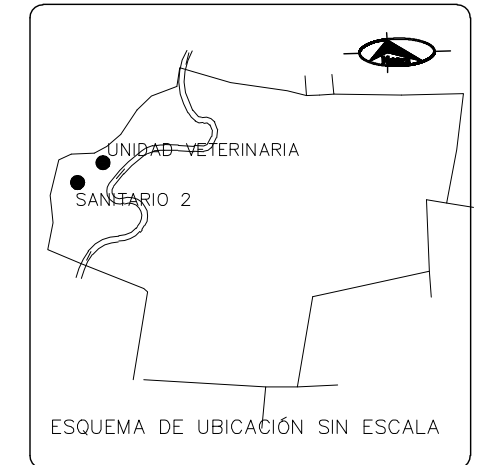 UNIDAD VETERINARIA
SANITARIO 2
ESQUEMA DE UBICACIÓN SIN ESCALA